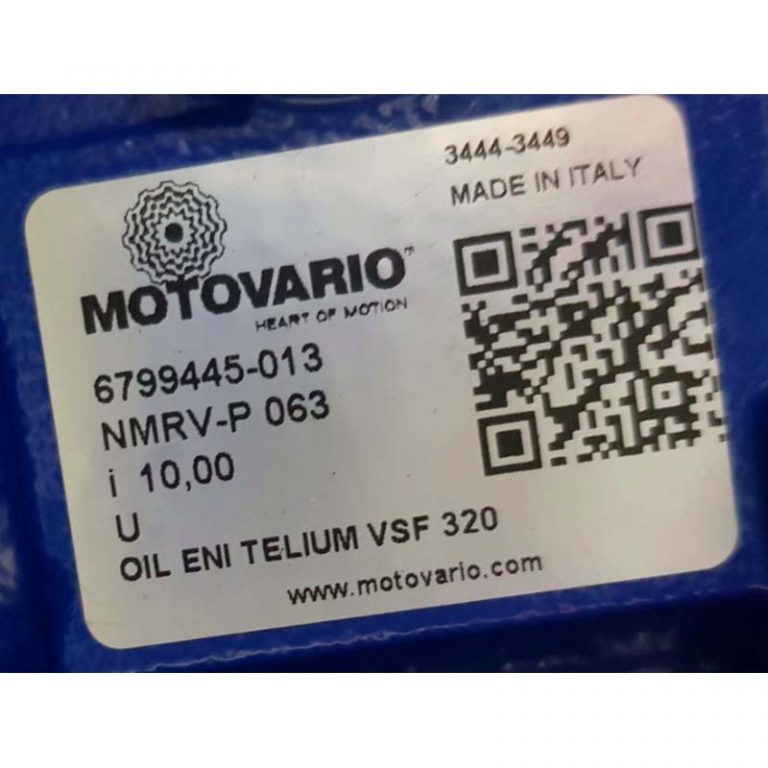 3444-3449
MADE IN ITALY
MOTOVARIO™
HEART OF MOTION
6799445-013
NMRV-P 063
i 10,00
U
OIL ENI TELIUM VSF 320
www.motovario.com